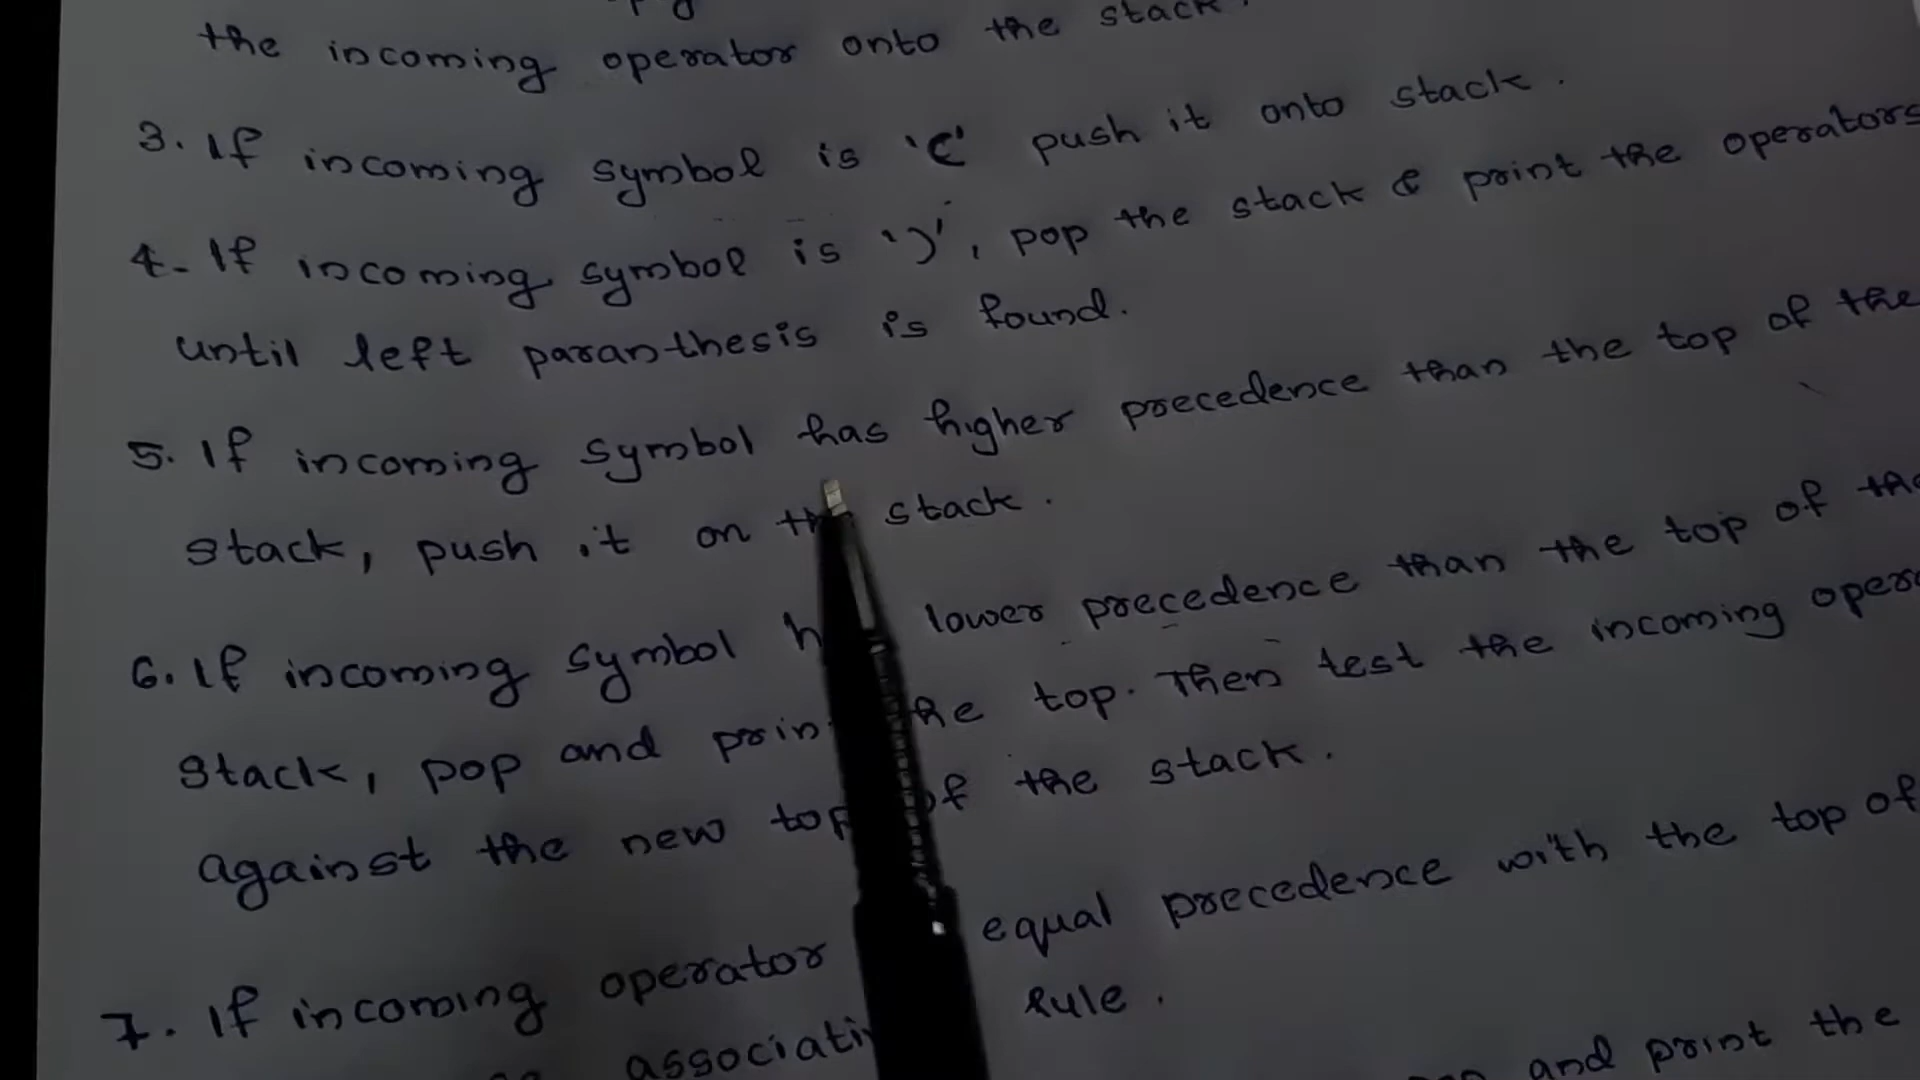 the incoming operator onto the stack.
3. If incoming symbol is '(' push it onto stack.
4. If incoming symbol is ')', pop the stack & print the operators
until left paranthesis is found.
5. If incoming symbol has higher precedence than the top of the
stack, push it on the stack.
6. If incoming symbol lower precedence than the top of the
stack, pop and print the top. Then test the incoming
against the new top of the stack.
7. If incoming operator equal precedence with the top of
rule.
and print the